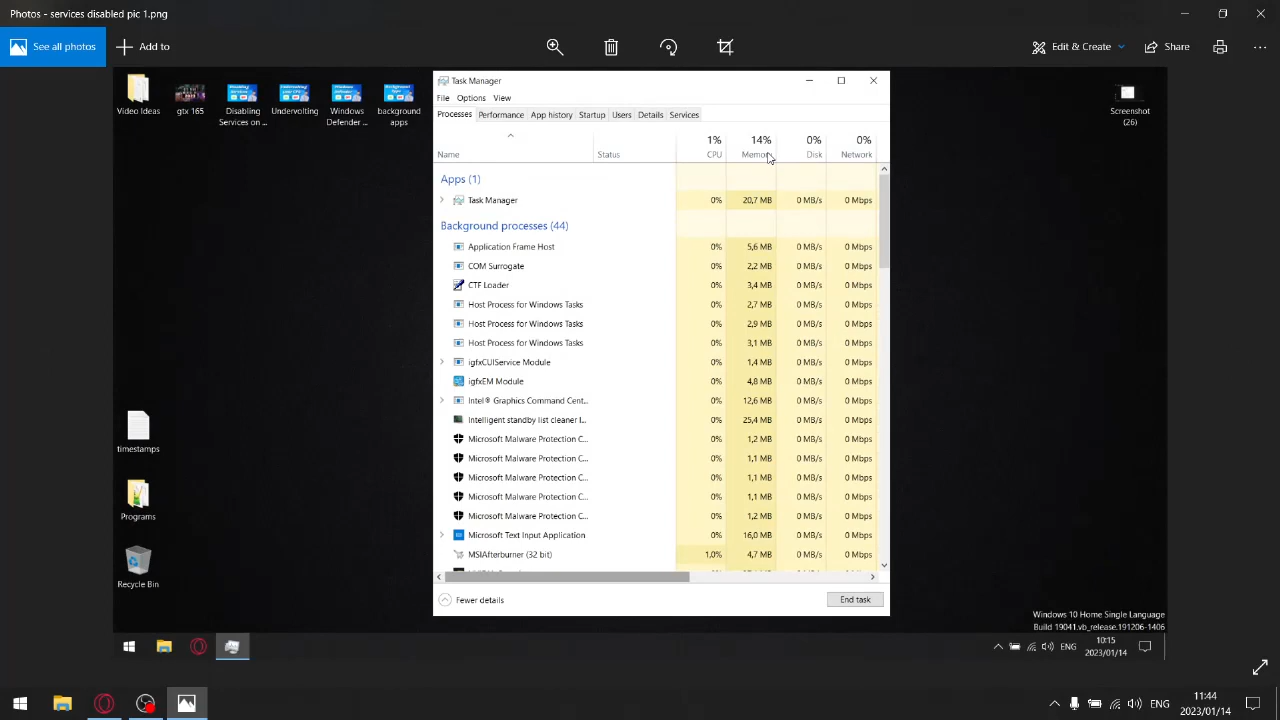 Photos - services disabled pic 1.png
See all photos
Add to
Edit & Create
Share
Video Ideas
gtx 165
Disabling Services on ...
Undervolting
Windows Defender ...
background apps
Screenshot (26)
timestamps
Programs
Recycle Bin
Task Manager
File Options View
Processes Performance App history Startup Users Details Services
1% 14% 0% 0%
Name Status CPU Memory Disk Network
Apps (1)
Task Manager 0% 20,7 MB 0 MB/s 0 Mbps
Background processes (44)
Application Frame Host 0% 5,6 MB 0 MB/s 0 Mbps
COM Surrogate 0% 2,2 MB 0 MB/s 0 Mbps
CTF Loader 0% 3,4 MB 0 MB/s 0 Mbps
Host Process for Windows Tasks 0% 2,7 MB 0 MB/s 0 Mbps
Host Process for Windows Tasks 0% 2,9 MB 0 MB/s 0 Mbps
Host Process for Windows Tasks 0% 3,1 MB 0 MB/s 0 Mbps
igfxCUIService Module 0% 1,4 MB 0 MB/s 0 Mbps
igfxEM Module 0% 4,8 MB 0 MB/s 0 Mbps
Intel® Graphics Command Cent... 0% 12,6 MB 0 MB/s 0 Mbps
Intelligent standby list cleaner I... 0% 25,4 MB 0 MB/s 0 Mbps
Microsoft Malware Protection C... 0% 1,2 MB 0 MB/s 0 Mbps
Microsoft Malware Protection C... 0% 1,1 MB 0 MB/s 0 Mbps
Microsoft Malware Protection C... 0% 1,1 MB 0 MB/s 0 Mbps
Microsoft Malware Protection C... 0% 1,1 MB 0 MB/s 0 Mbps
Microsoft Malware Protection C... 0% 1,2 MB 0 MB/s 0 Mbps
Microsoft Text Input Application 0% 16,0 MB 0 MB/s 0 Mbps
MSIAfterburner (32 bit) 1,0% 4,7 MB 0 MB/s 0 Mbps
Fewer details
End task
Windows 10 Home Single Language
Build 19041.vb_release.191206-1406
ENG
10:15
2023/01/14
ENG
11:44
2023/01/14